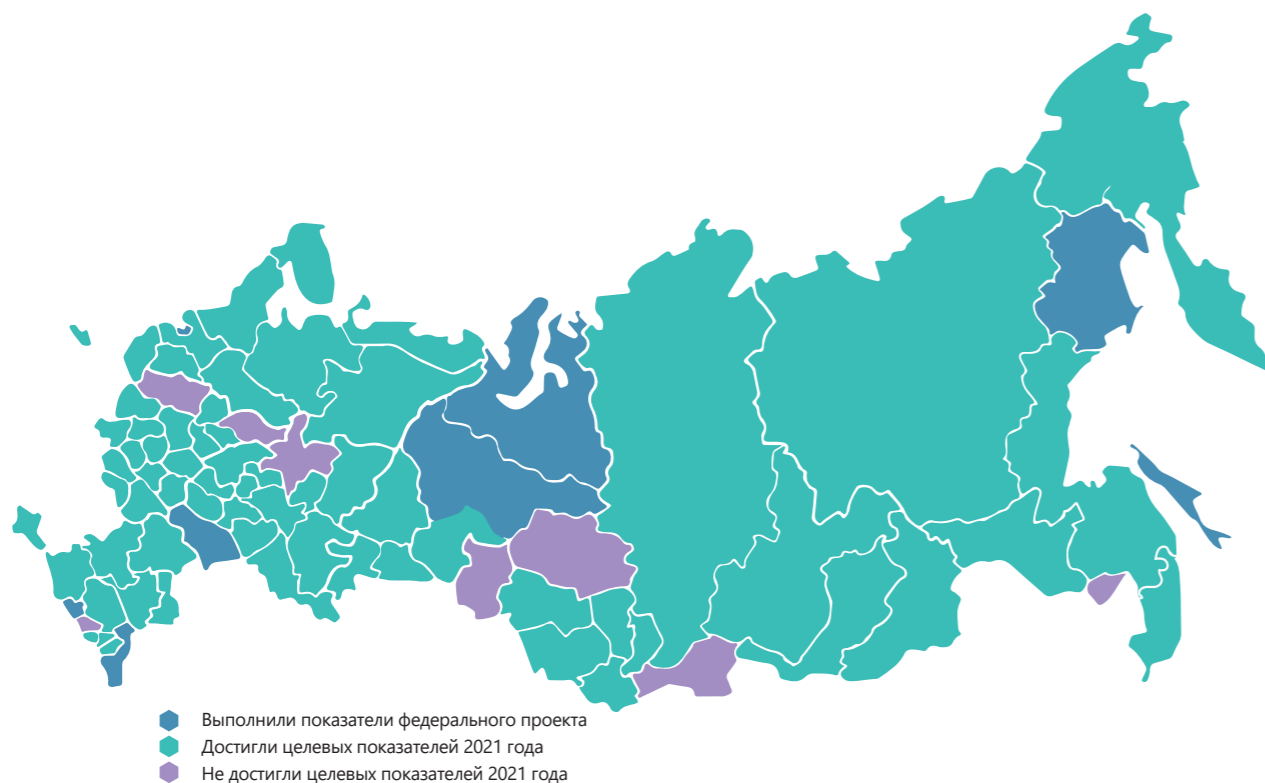 Выполнили показатели федерального проекта
Достигли целевых показателей 2021 года
Не достигли целевых показателей 2021 года